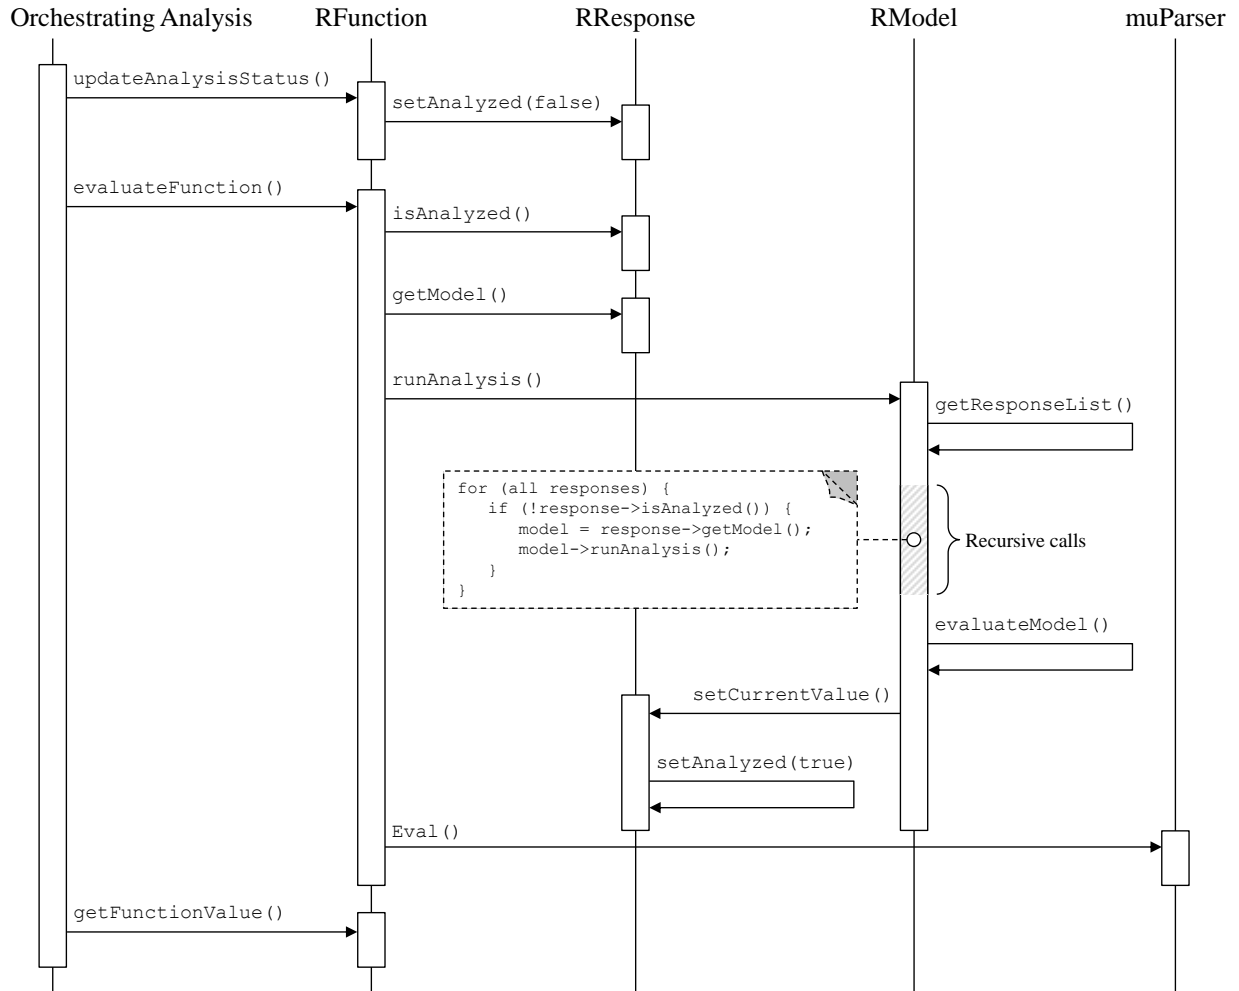 Orchestrating Analysis
RFunction
RResponse
RModel
muParser
updateAnalysisStatus()
setAnalyzed(false)
evaluateFunction()
isAnalyzed()
getModel()
runAnalysis()
getResponseList()
for (all responses) {
   if (!response->isAnalyzed()) {
      model = response->getModel();
      model->runAnalysis();
   }
}
Recursive calls
evaluateModel()
setCurrentValue()
setAnalyzed(true)
Eval()
getFunctionValue()